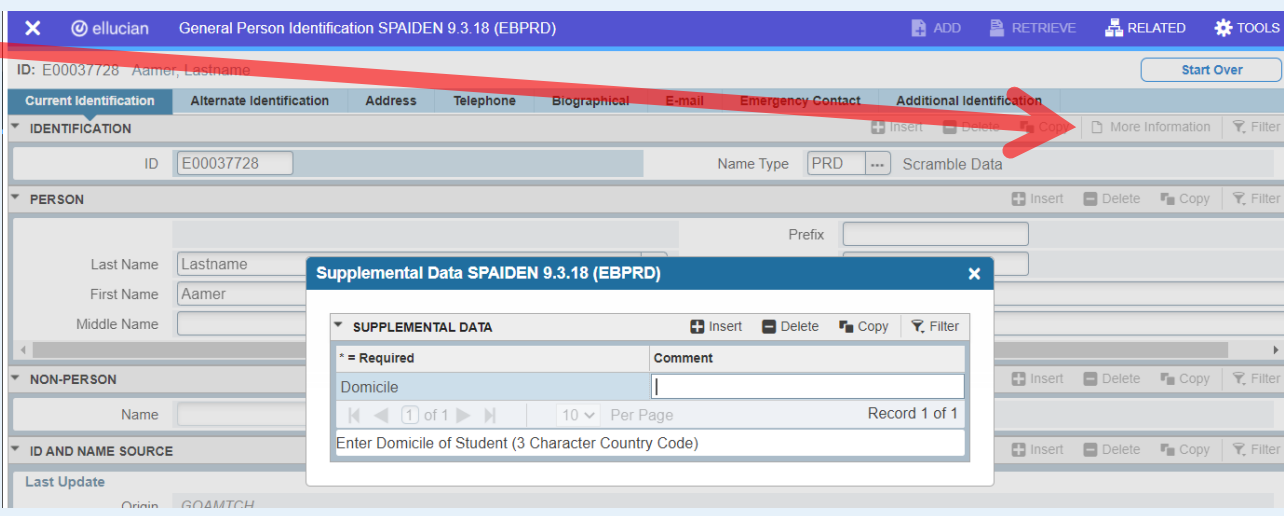 ellucian General Person Identification SPAIDEN 9.3.18 (EBPRD) ADD RETRIEVE RELATED TOOLS
ID: E00037728 Aamer, Lastname Start Over
Current Identification Alternate Identification Address Telephone Biographical E-mail Emergency Contact Additional Identification
IDENTIFICATION Insert Delete Copy More Information Filter
ID E00037728 Name Type PRD ... Scramble Data
PERSON Insert Delete Copy Filter
Prefix
Last Name Lastname
First Name Aamer
Middle Name
Supplemental Data SPAIDEN 9.3.18 (EBPRD)
SUPPLEMENTAL DATA Insert Delete Copy Filter
* = Required Comment
Domicile
1 of 1 10 Per Page Record 1 of 1
Enter Domicile of Student (3 Character Country Code)
NON-PERSON Insert Delete Copy Filter
Name
ID AND NAME SOURCE Insert Delete Copy Filter
Last Update
Origin GOAMTCH